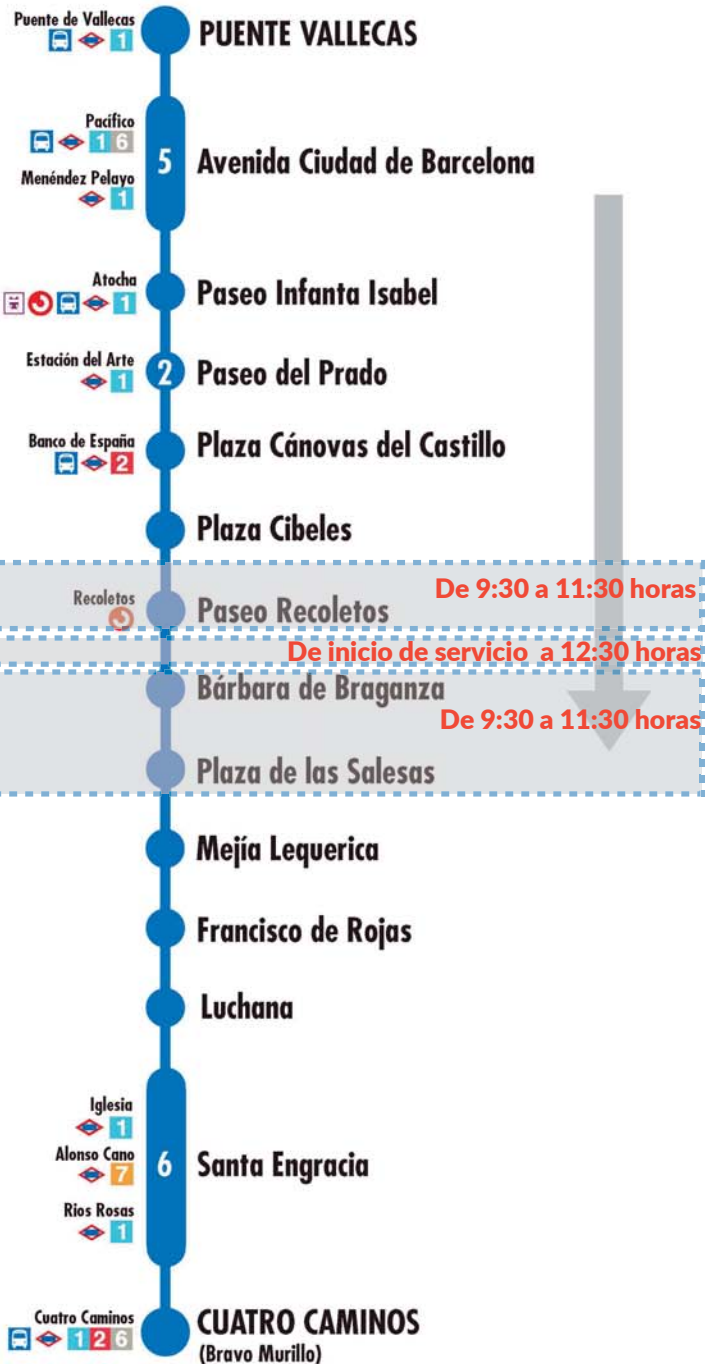 Puente de Vallecas
1
PUENTE VALLECAS
Pacífico
1 6
Menéndez Pelayo
1
5
Avenida Ciudad de Barcelona
Atocha
1
Paseo Infanta Isabel
Estación del Arte
1
2
Paseo del Prado
Banco de España
2
Plaza Cánovas del Castillo
Plaza Cibeles
De 9:30 a 11:30 horas
Recoletos
Paseo Recoletos
De inicio de servicio a 12:30 horas
Bárbara de Braganza
De 9:30 a 11:30 horas
Plaza de las Salesas
Mejía Lequerica
Francisco de Rojas
Luchana
Iglesia
1
Alonso Cano
7
Rios Rosas
1
6
Santa Engracia
Cuatro Caminos
1 2 6
CUATRO CAMINOS
(Bravo Murillo)